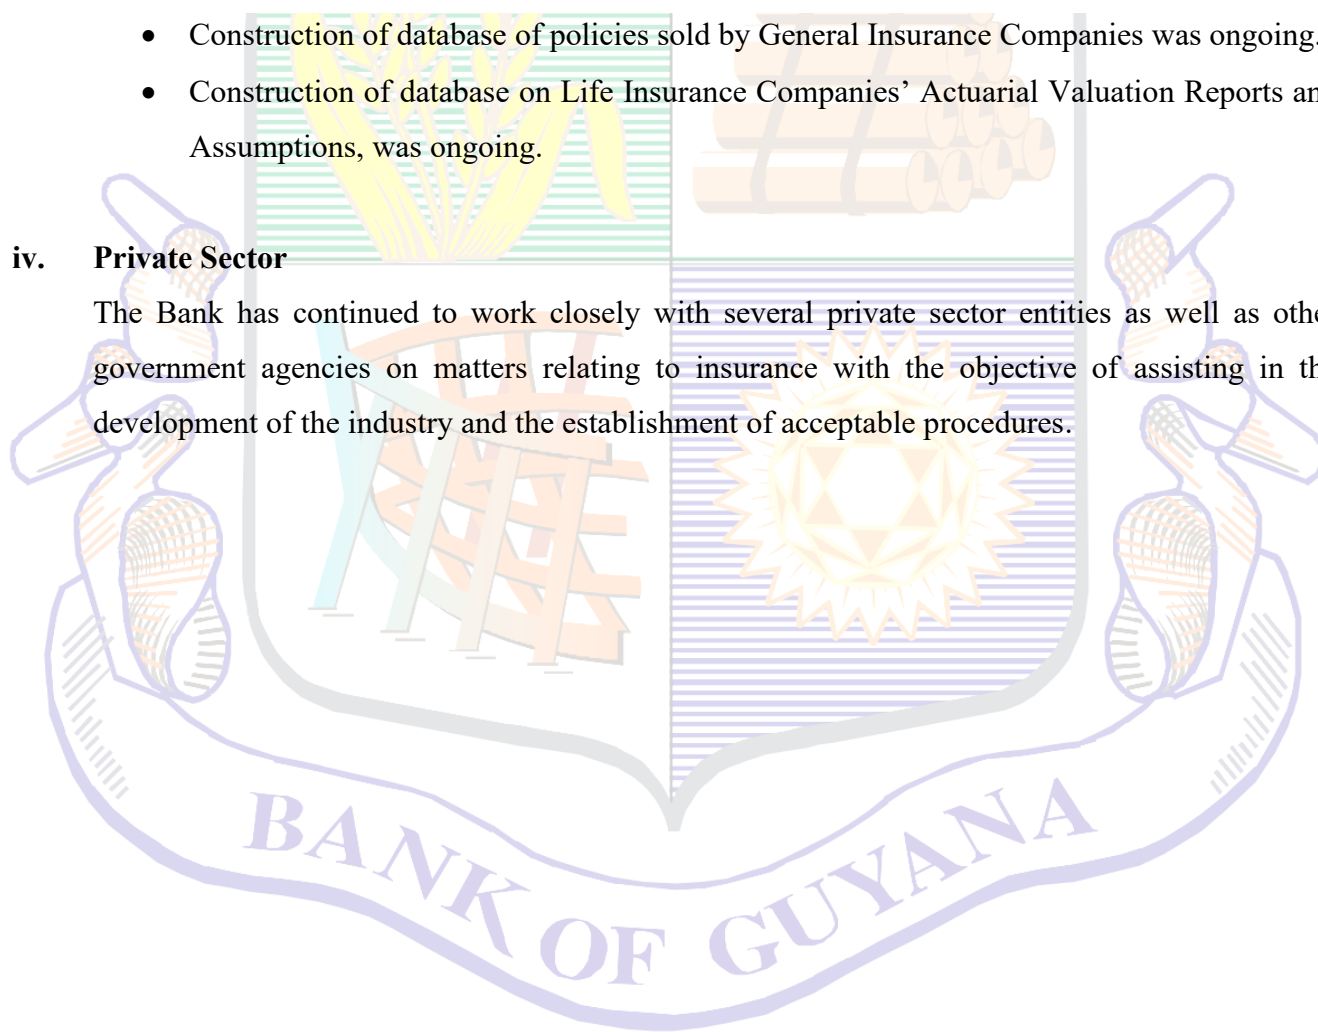 • Construction of database of policies sold by General Insurance Companies was ongoing.
• Construction of database on Life Insurance Companies' Actuarial Valuation Reports an
Assumptions, was ongoing.
iv. Private Sector
The Bank has continued to work closely with several private sector entities as well as othe
government agencies on matters relating to insurance with the objective of assisting in th
development of the industry and the establishment of acceptable procedures.
BANK OF GUYANA